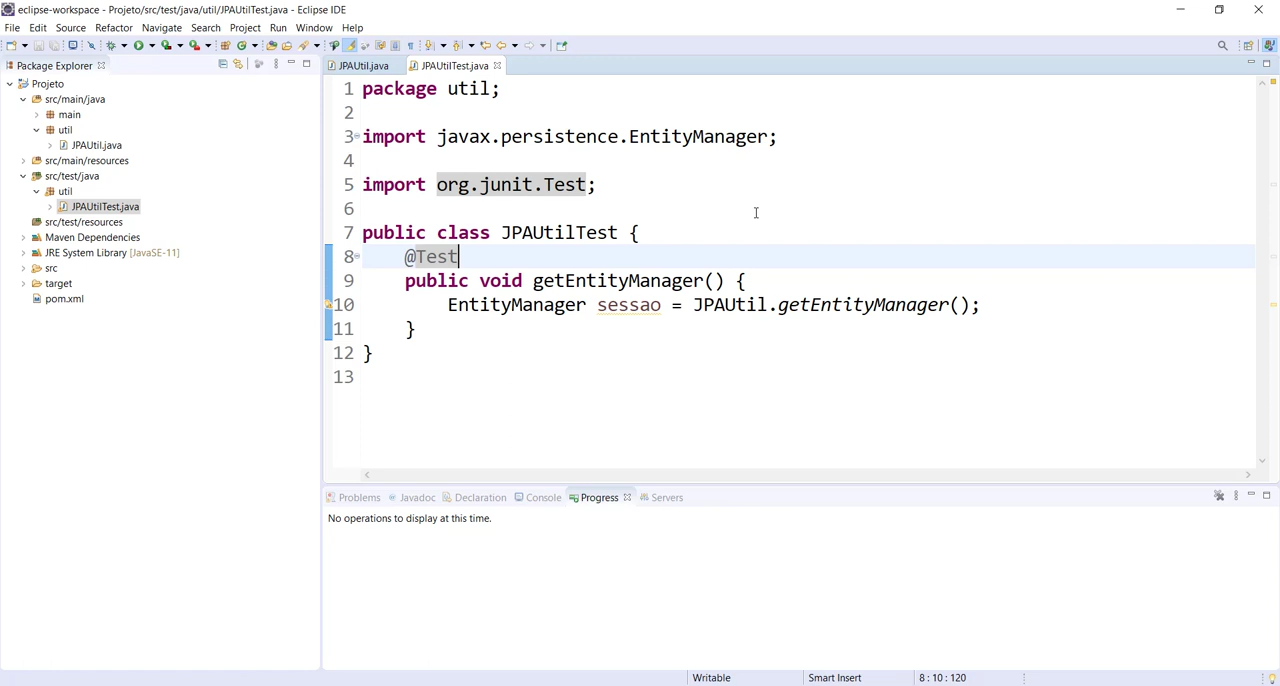 eclipse-workspace - Projeto/src/test/java/util/JPAUtilTest.java - Eclipse IDE
File Edit Source Refactor Navigate Search Project Run Window Help
Package Explorer
Projeto
src/main/java
main
util
JPAUtil.java
src/main/resources
src/test/java
util
JPAUtilTest.java
src/test/resources
Maven Dependencies
JRE System Library [JavaSE-11]
src
target
pom.xml
JPAUtil.java JPAUtilTest.java
1 package util;
2
3 import javax.persistence.EntityManager;
4
5 import org.junit.Test;
6
7 public class JPAUtilTest {
8 @Test
9 public void getEntityManager() {
10 EntityManager sessao = JPAUtil.getEntityManager();
11 }
12 }
13
Problems Javadoc Declaration Console Progress Servers
No operations to display at this time.
Writable Smart Insert 8 : 10 : 120